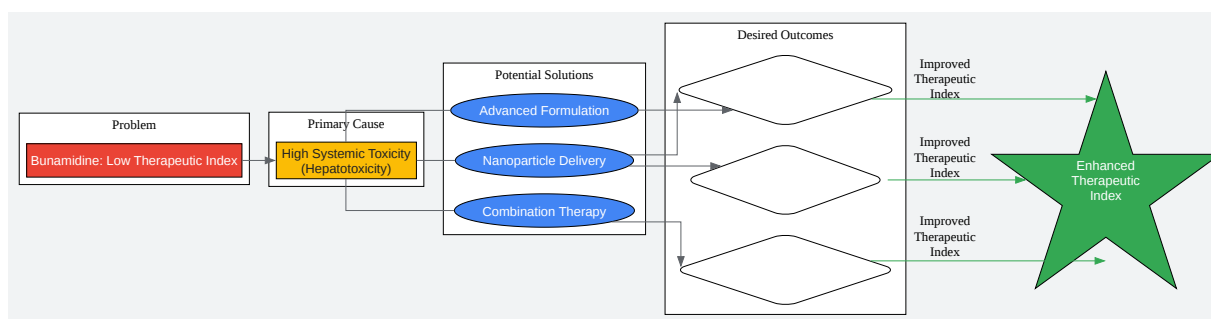 Problem
Bunamidine: Low Therapeutic Index
Primary Cause
High Systemic Toxicity
(Hepatotoxicity)
Potential Solutions
Advanced Formulation
Nanoparticle Delivery
Combination Therapy
Desired Outcomes
Improved
Therapeutic
Index
Improved
Therapeutic
Index
Improved
Therapeutic
Index
Enhanced
Therapeutic
Index